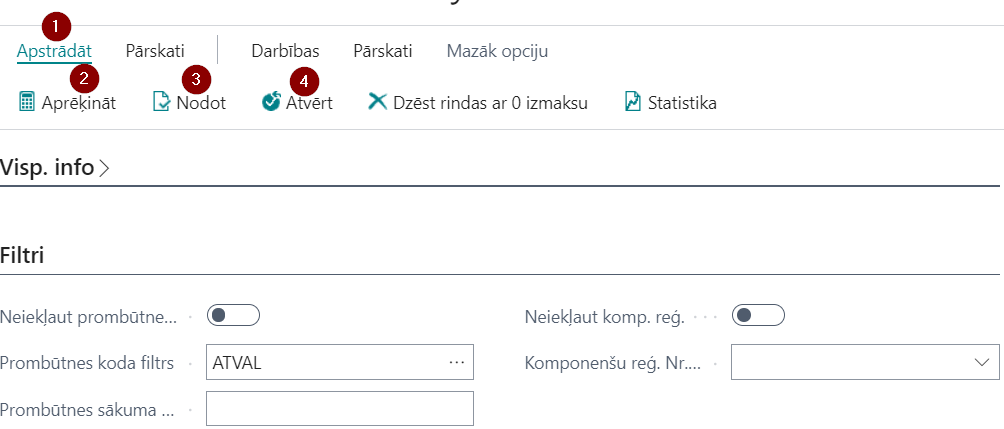 1
Apstrādāt Pārskati Darbības Pārskati Mazāk opciju
2 3 4
Aprēķināt Nodot Atvērt Dzēst rindas ar 0 izmaksu Statistika
Visp. info
Filtri
Neiekļaut prombūtne... Neiekļaut komp. reģ.
Prombūtnes koda filtrs ATVAL ... Komponenšu reģ. Nr....
Prombūtnes sākuma ...